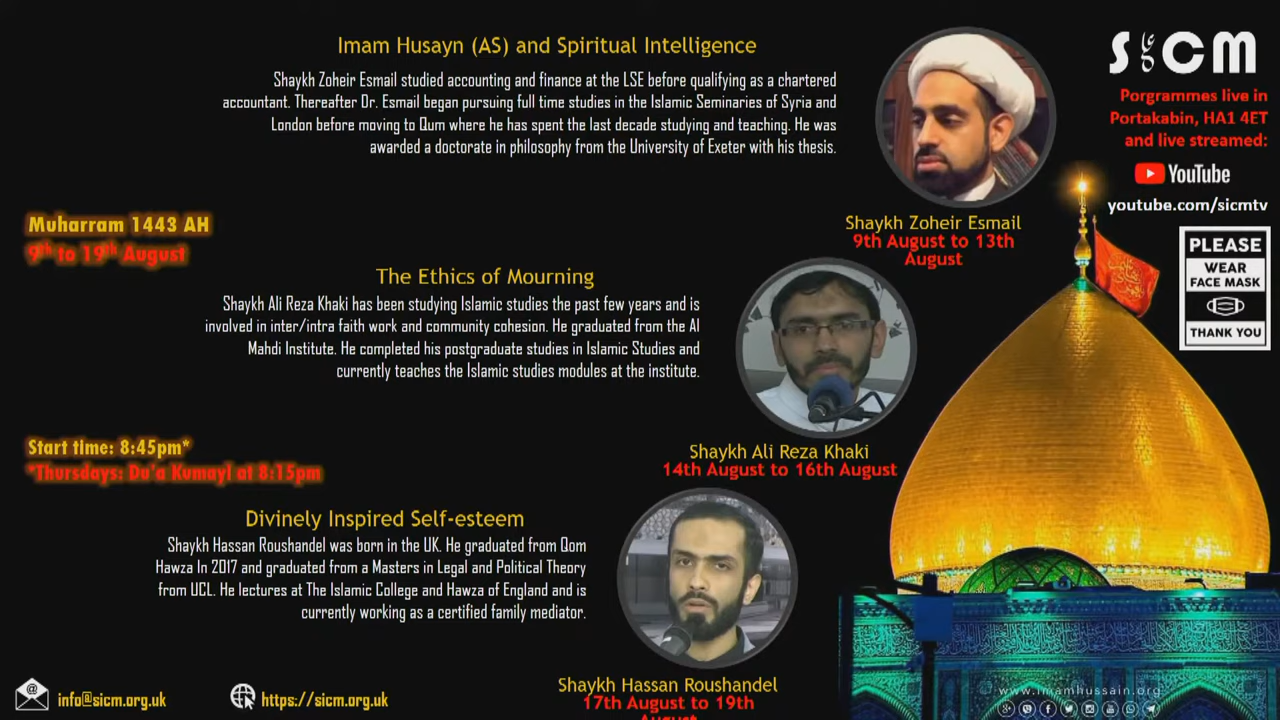 Imam Husayn (AS) and Spiritual Intelligence
Shaykh Zoheir Esmail studied accounting and finance at the LSE before qualifying as a chartered
accountant. Thereafter Dr. Esmail began pursuing full time studies in the Islamic Seminaries of Syria and
London before moving to Qum where he has spent the last decade studying and teaching. He was
awarded a doctorate in philosophy from the University of Exeter with his thesis.
Shaykh Zoheir Esmail
9th August to 13th
August
SICM
Porgrammes live in
Portakabin, HA1 4ET
and live streamed:
YouTube
youtube.com/sicmtv
PLEASE
WEAR
FACE MASK
THANK YOU
Muharram 1443 AH
9th to 19th August
The Ethics of Mourning
Shaykh Ali Reza Khaki has been studying Islamic studies the past few years and is
involved in inter/intra faith work and community cohesion. He graduated from the Al
Mahdi Institute. He completed his postgraduate studies in Islamic Studies and
currently teaches the Islamic studies modules at the institute.
Shaykh Ali Reza Khaki
14th August to 16th August
Start time: 8:45pm*
*Thursdays: Du'a Kumayl at 8:15pm
Divinely Inspired Self-esteem
Shaykh Hassan Roushandel was born in the UK. He graduated from Qom
Hawza In 2017 and graduated from a Masters in Legal and Political Theory
from UCL. He lectures at The Islamic College and Hawza of England and is
currently working as a certified family mediator.
Shaykh Hassan Roushandel
17th August to 19th
August
info@sicm.org.uk
https://sicm.org.uk
www.imamhussain.org